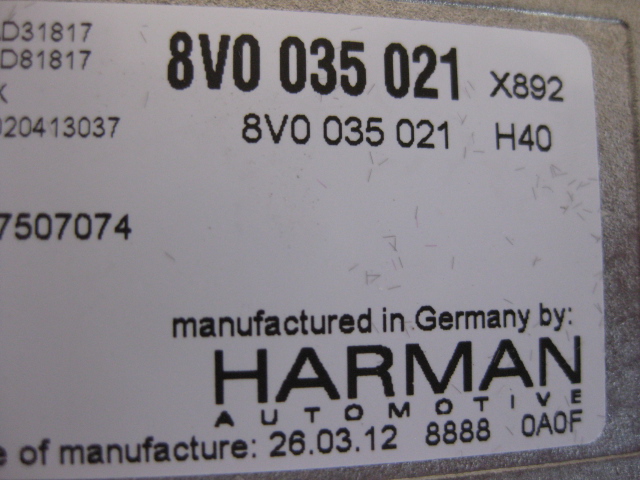 D31817
D81817
8V0 035 021 X892
020413037
8V0 035 021 H40
7507074
manufactured in Germany by:
HARMAN
AUTOMOTIVE
of manufacture: 26.03.12 8888 0A0F